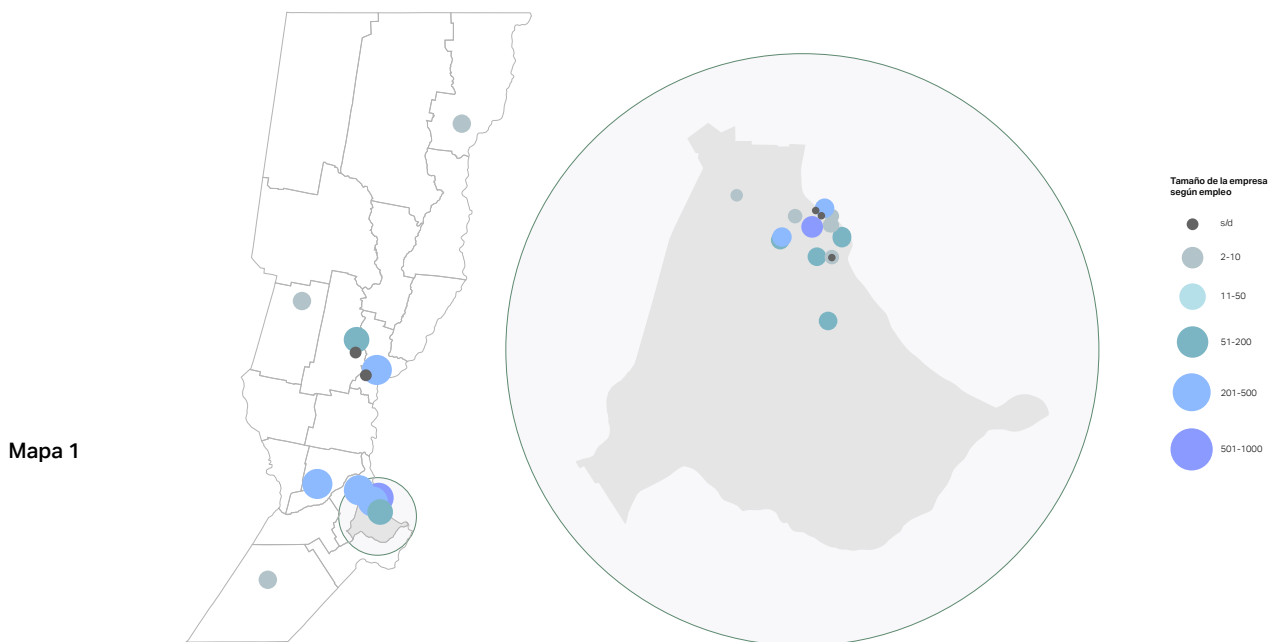 Mapa 1
Tamaño de la empresa
según empleo
s/d
2-10
11-50
51-200
201-500
501-1000